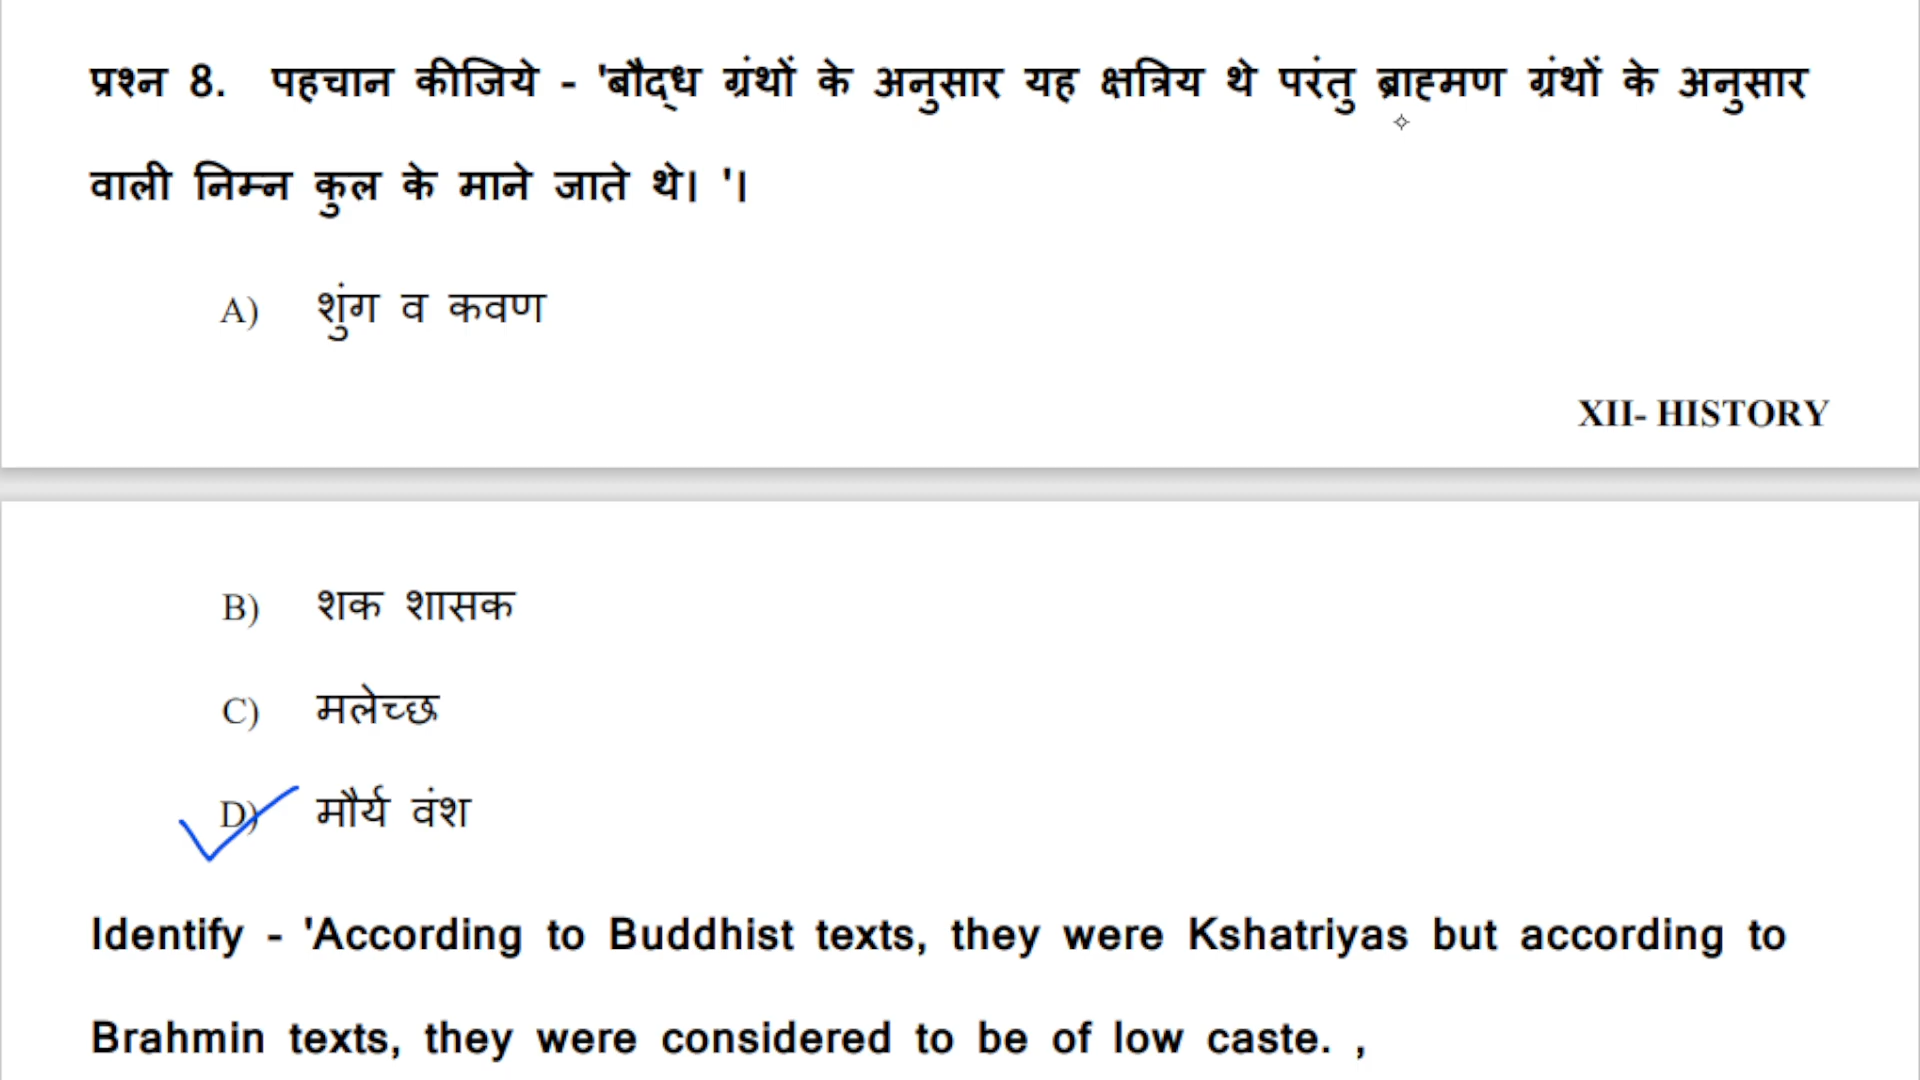 प्रश्न 8. पहचान कीजिये - 'बौद्ध ग्रंथों के अनुसार यह क्षत्रिय थे परंतु ब्राह्मण ग्रंथों के अनुसार
वाली निम्न कुल के माने जाते थे। '।
A) शुंग व कवण
XII- HISTORY
B) शक शासक
C) मलेच्छ
D) मौर्य वंश
Identify - 'According to Buddhist texts, they were Kshatriyas but according to
Brahmin texts, they were considered to be of low caste. ,